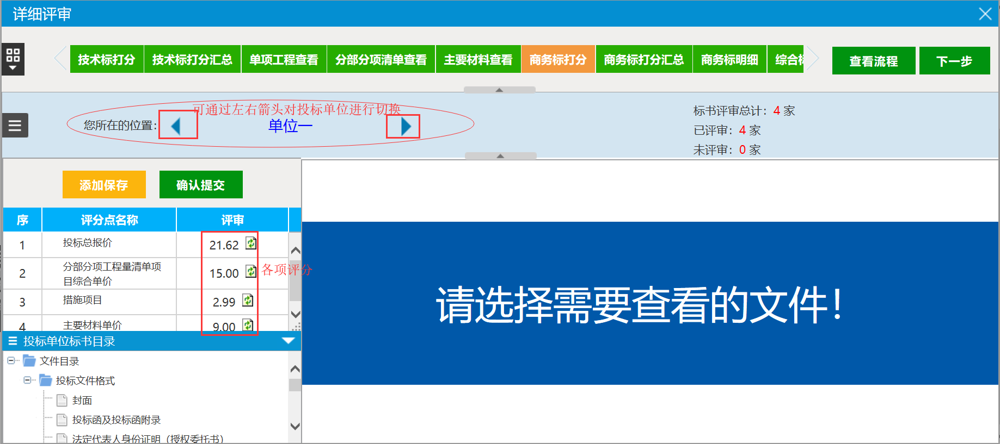 详细评审
技术标打分 技术标打分汇总 单项工程查看 分部分项清单查看 主要材料查看 商务标打分 商务标打分汇总 商务标明细 综合标
查看流程 下一步
可通过左右箭头对投标单位进行切换
您所在的位置： 单位一
标书评审总计：4 家
已评审：4 家
未评审：0 家
添加保存 确认提交
序 评分点名称 评审
1 投标总报价 21.62
2 分部分项工程量清单项
目综合单价 15.00
各项评分
3 措施项目 2.99
4 主要材料单价 9.00
投标单位标书目录
文件目录
投标文件格式
封面
投标函及投标函附录
法定代表人身份证明（授权委托书）
请选择需要查看的文件！